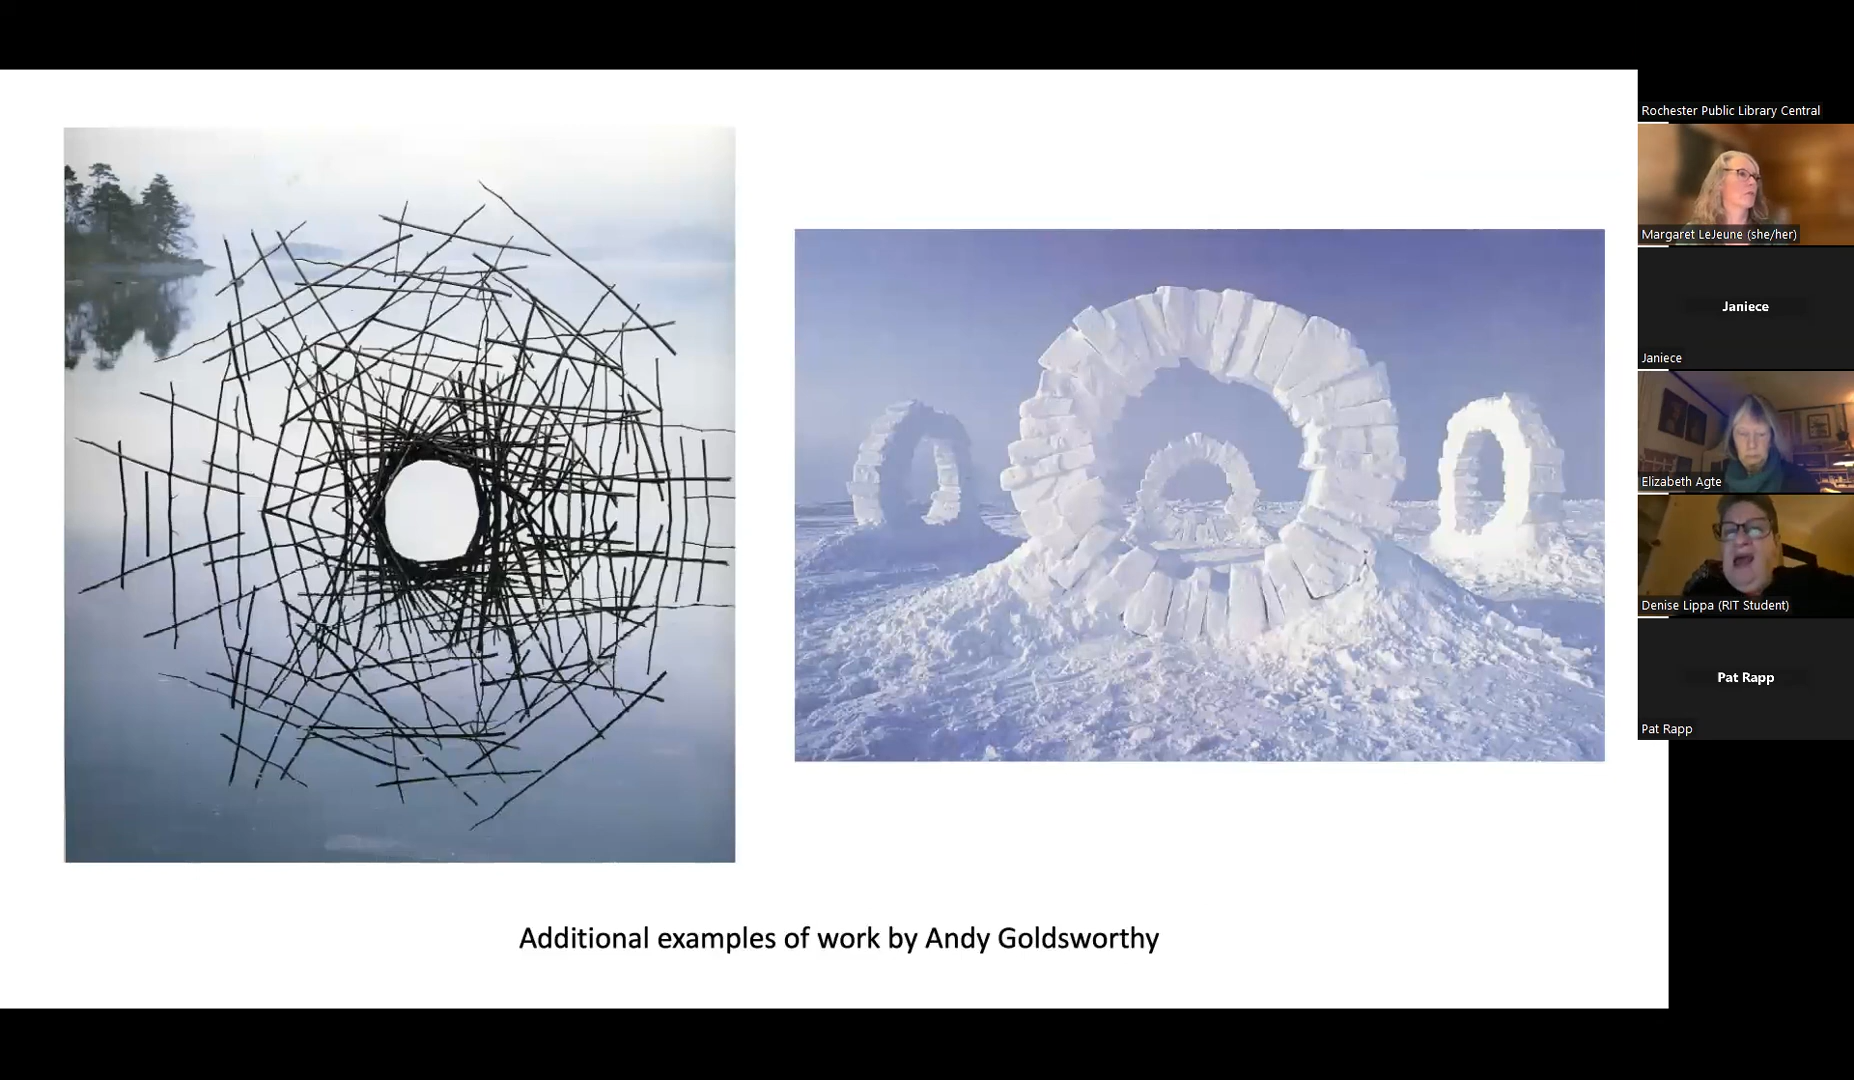 Rochester Public Library Central
Margaret LeJeune (she/her)
Janiece
Janiece
Elizabeth Agte
Denise Lippa (RIT Student)
Pat Rapp
Pat Rapp
Additional examples of work by Andy Goldsworthy